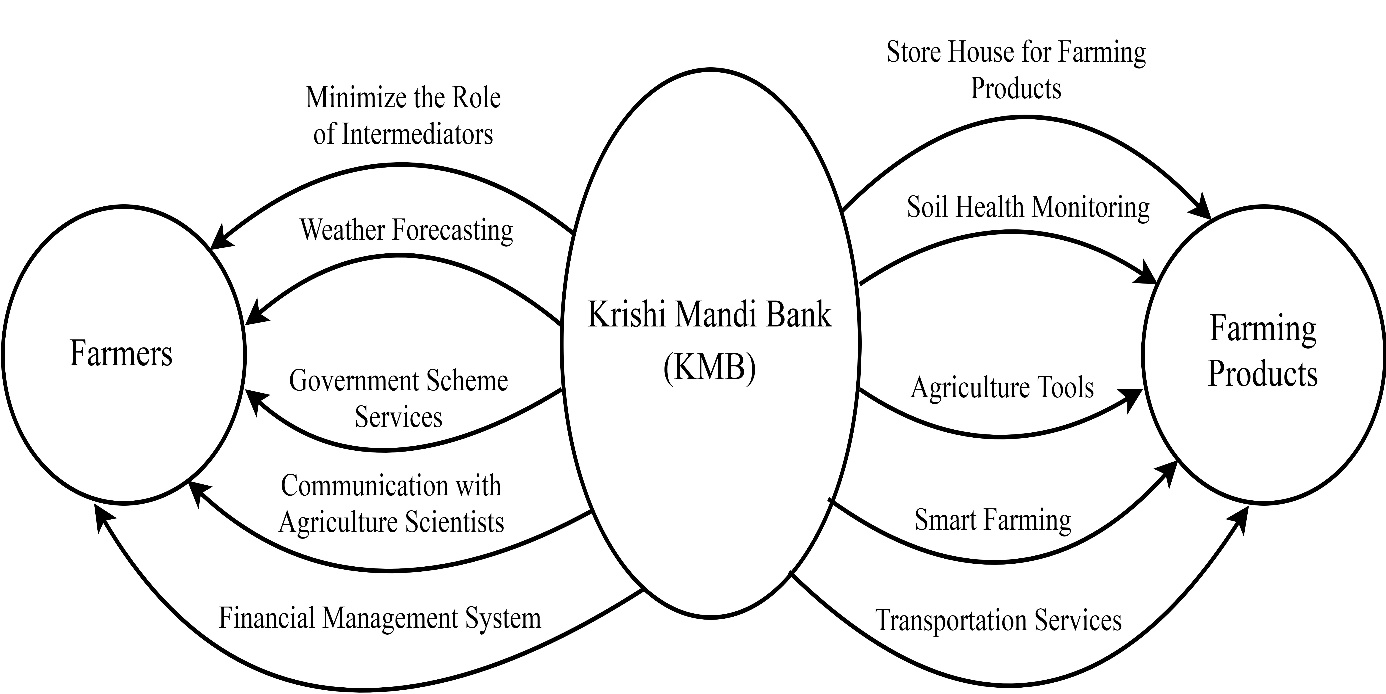 Minimize the Role
of Intermediators
Weather Forecasting
Farmers
Government Scheme
Services
Communication with
Agriculture Scientists
Financial Management System
Krishi Mandi Bank
(KMB)
Store House for Farming
Products
Soil Health Monitoring
Agriculture Tools
Smart Farming
Transportation Services
Farming
Products